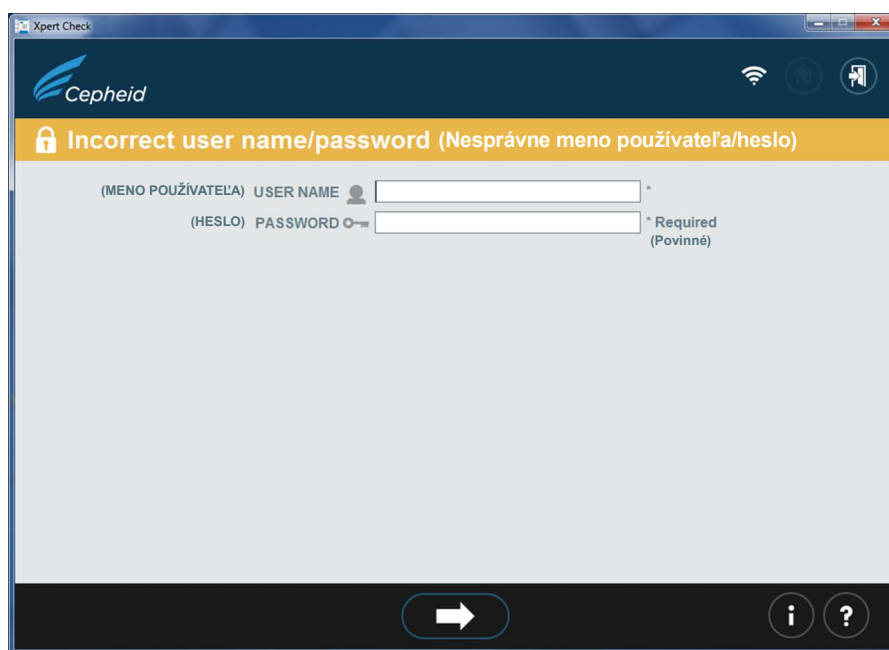 Xpert Check
Cepheid
Incorrect user name/password (Nesprávne meno používateľa/heslo)
(MENO POUŽÍVATEĽA) USER NAME *
(HESLO) PASSWORD * Required
(Povinné)
i ?